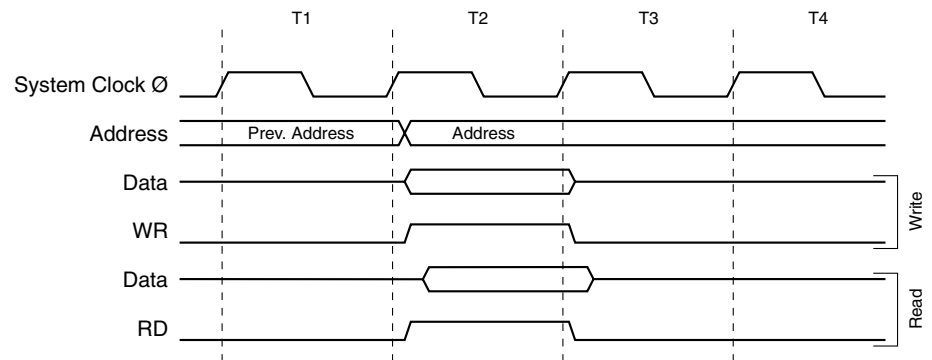 T1 T2 T3 T4
System Clock Ø
Address Prev. Address Address
Data
WR
Write
Data
RD
Read